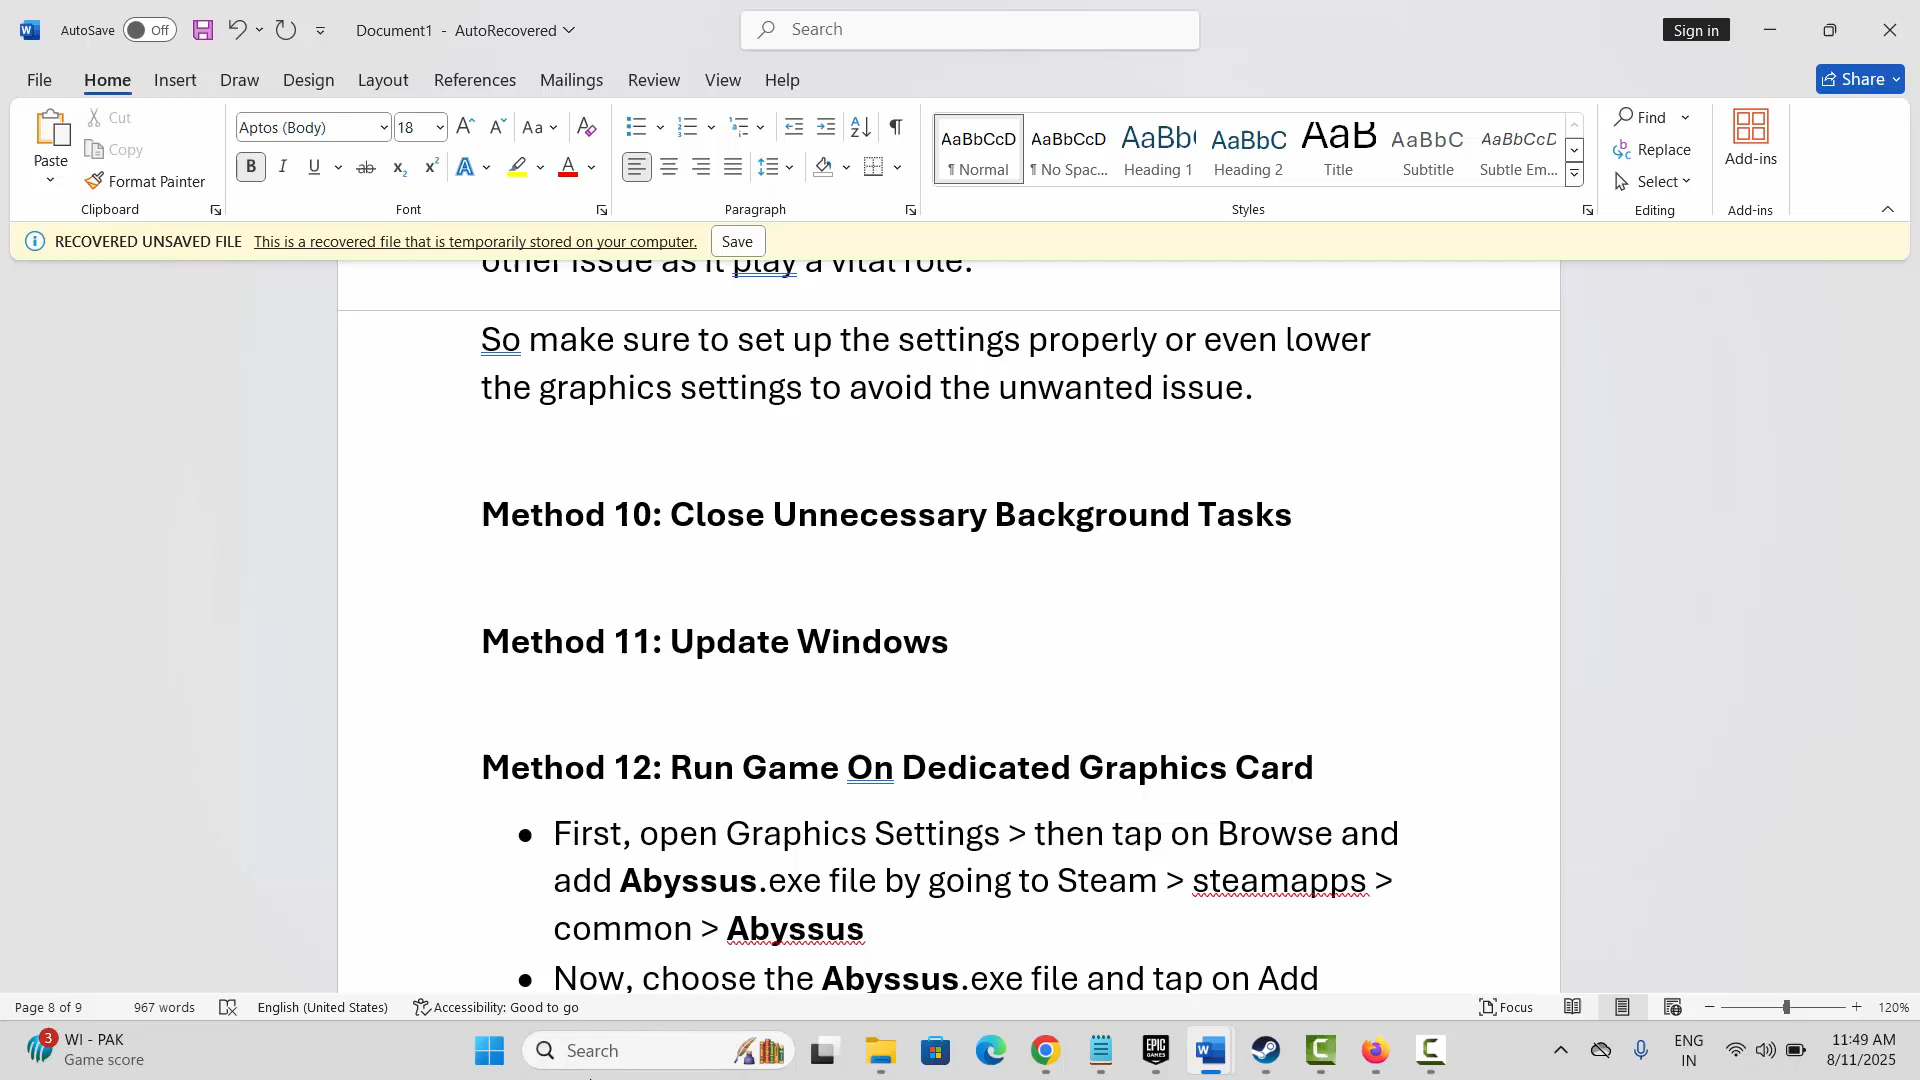 AutoSave Off Document1 - AutoRecovered Search Sign in
File Home Insert Draw Design Layout References Mailings Review View Help Share
Paste Cut Copy Format Painter Clipboard
Aptos (Body) 18 Aa Font
Paragraph
AaBbCcD AaBbCcD AaBb( AaBbC AaB AaBbC AaBbCcD
¶ Normal ¶ No Spac... Heading 1 Heading 2 Title Subtitle Subtle Em...
Styles
Find Replace Select Editing
Add-ins Add-ins
RECOVERED UNSAVED FILE This is a recovered file that is temporarily stored on your computer. Save
other issue as it play a vital role.
So make sure to set up the settings properly or even lower
the graphics settings to avoid the unwanted issue.
Method 10: Close Unnecessary Background Tasks
Method 11: Update Windows
Method 12: Run Game On Dedicated Graphics Card
• First, open Graphics Settings > then tap on Browse and
add Abyssus.exe file by going to Steam > steamapps >
common > Abyssus
• Now, choose the Abyssus.exe file and tap on Add
Page 8 of 9 967 words English (United States) Accessibility: Good to go Focus 120%
3 WI - PAK
Game score
Search
EPIC GAMES
ENG
IN
11:49 AM
8/11/2025